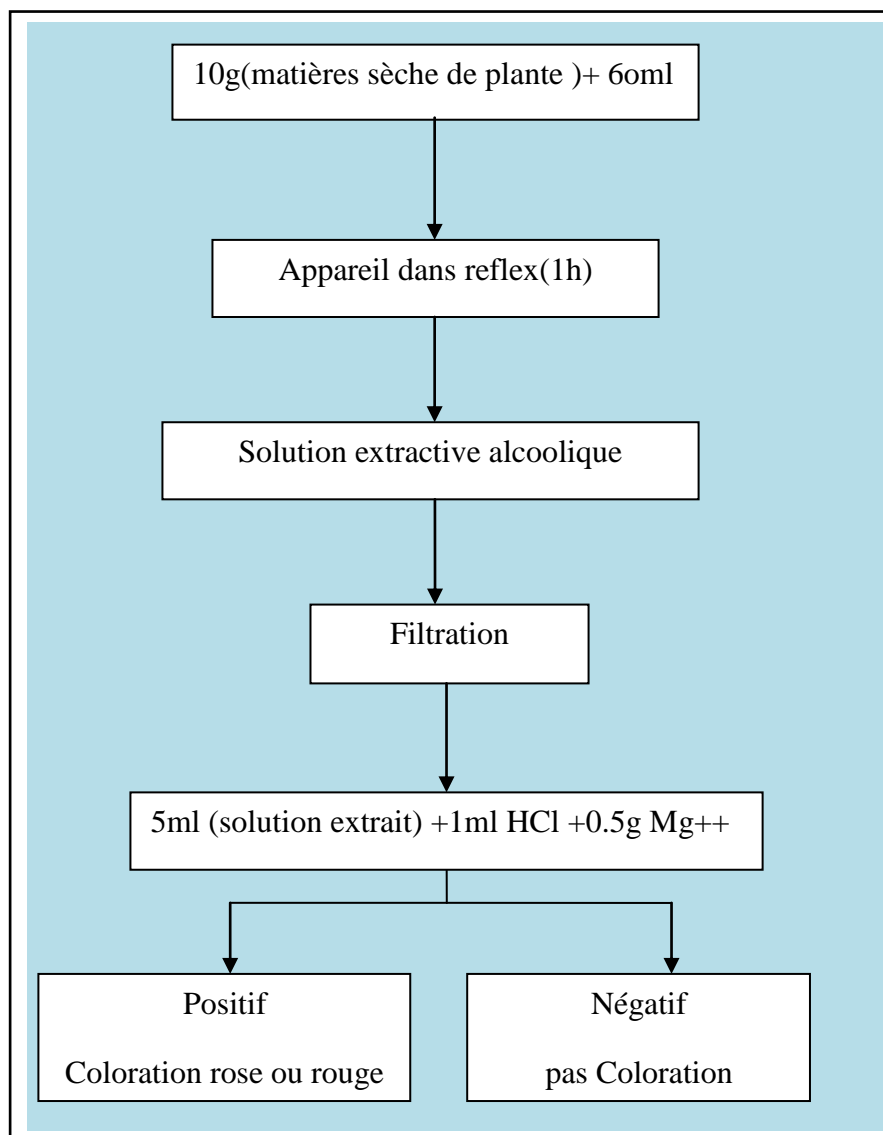 10g(matières sèche de plante )+ 6oml
Appareil dans reflex(1h)
Solution extractive alcoolique
Filtration
5ml (solution extrait) +1ml HCl +0.5g Mg++
Positif
Coloration rose ou rouge
Négatif
pas Coloration